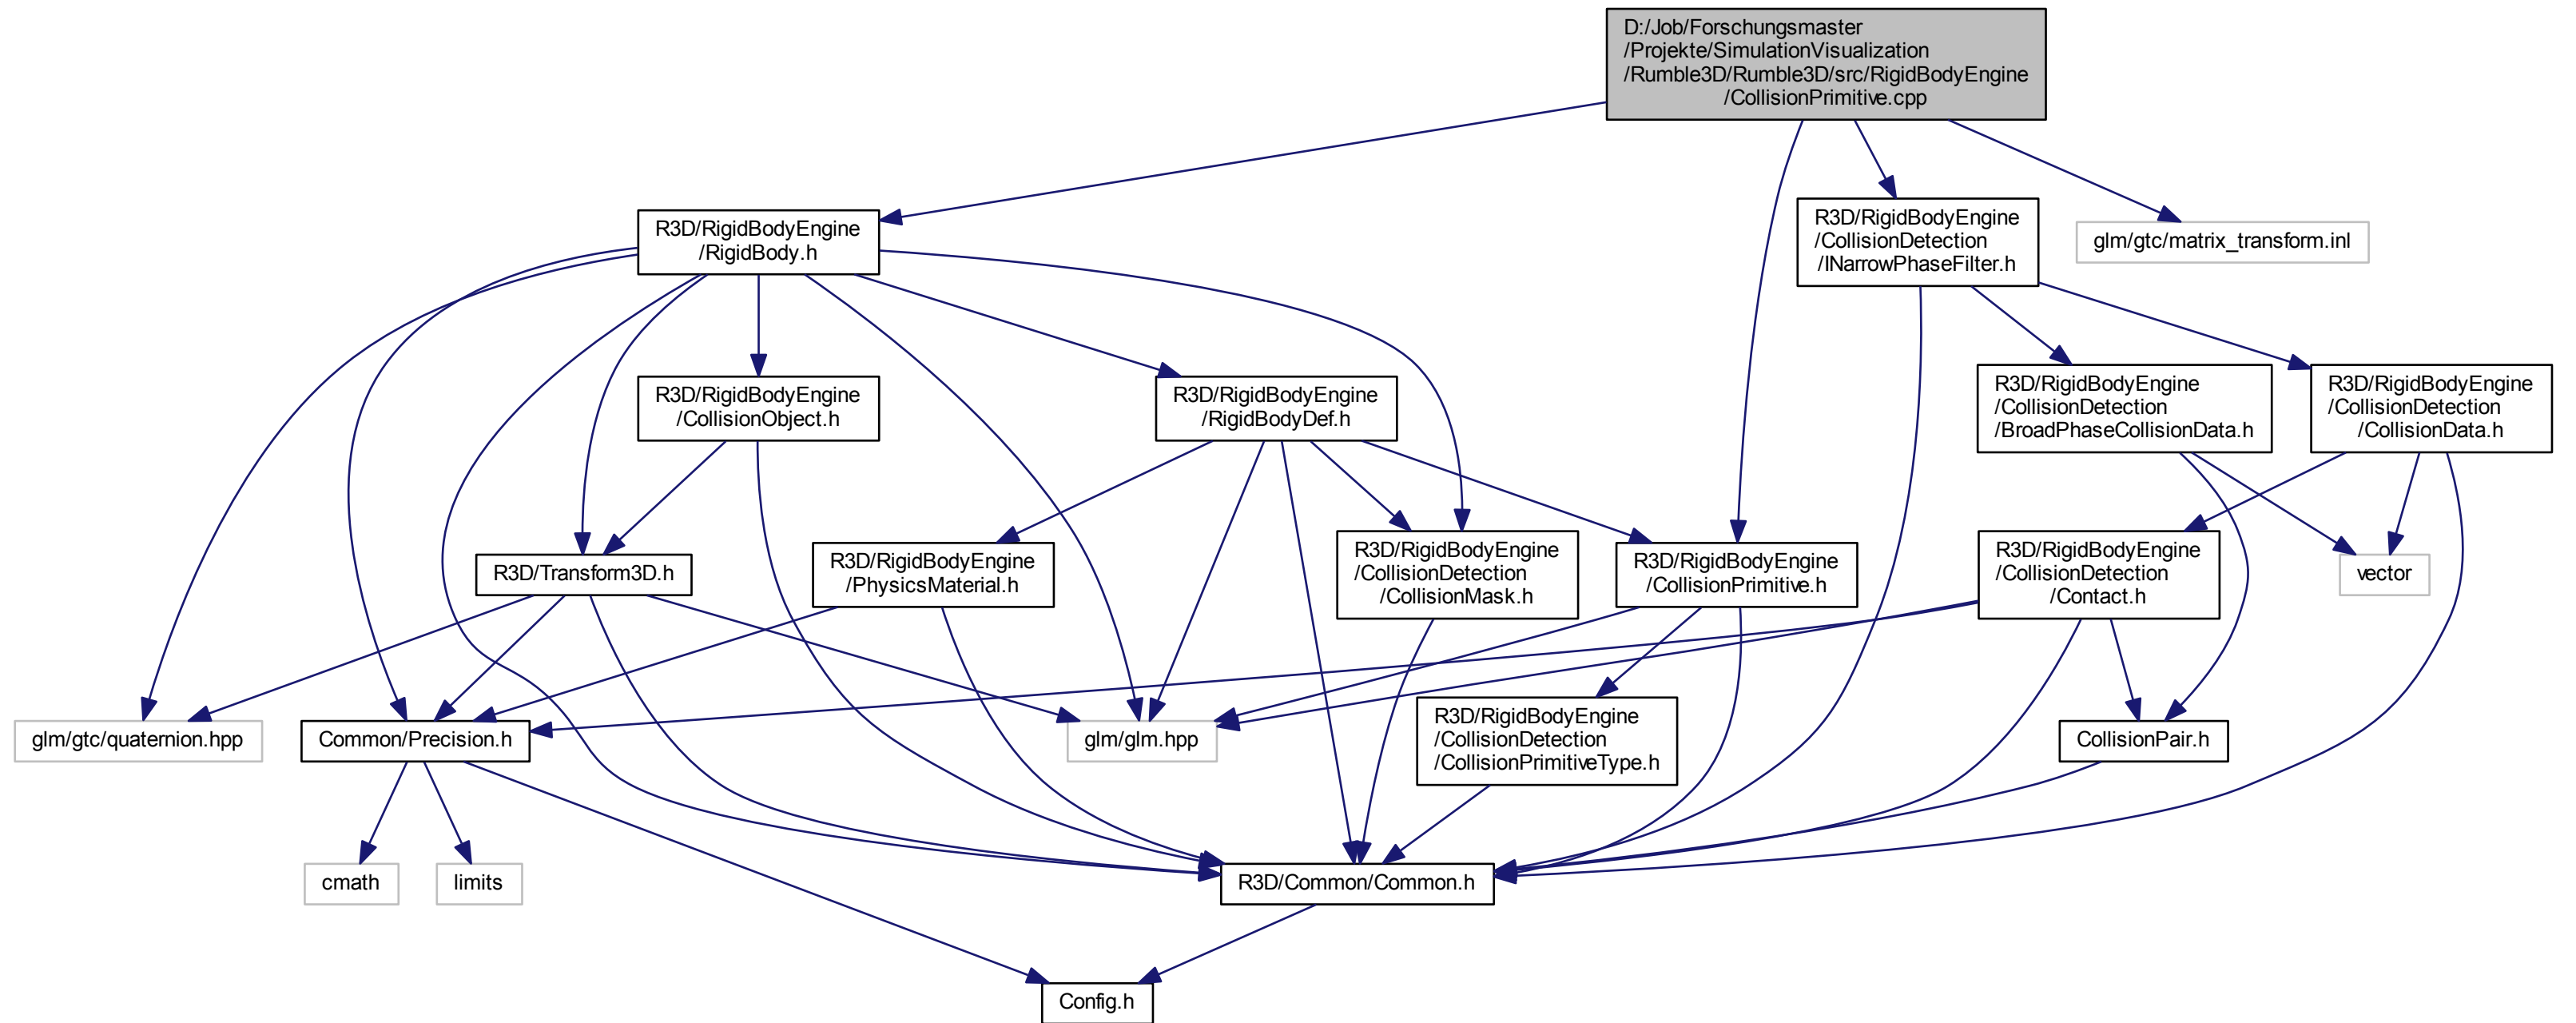 D:/Job/Forschungsmaster
/Projekte/SimulationVisualization
/Rumble3D/Rumble3D/src/RigidBodyEngine
/CollisionPrimitive.cpp
R3D/RigidBodyEngine
/RigidBody.h
R3D/RigidBodyEngine
/CollisionDetection
/INarrowPhaseFilter.h
glm/gtc/matrix_transform.inl
R3D/RigidBodyEngine
/CollisionObject.h
R3D/RigidBodyEngine
/RigidBodyDef.h
R3D/RigidBodyEngine
/CollisionDetection
/BroadPhaseCollisionData.h
R3D/RigidBodyEngine
/CollisionDetection
/CollisionData.h
R3D/Transform3D.h
R3D/RigidBodyEngine
/PhysicsMaterial.h
R3D/RigidBodyEngine
/CollisionDetection
/CollisionMask.h
R3D/RigidBodyEngine
/CollisionPrimitive.h
R3D/RigidBodyEngine
/CollisionDetection
/Contact.h
vector
glm/gtc/quaternion.hpp
Common/Precision.h
glm/glm.hpp
R3D/RigidBodyEngine
/CollisionDetection
/CollisionPrimitiveType.h
CollisionPair.h
cmath
limits
R3D/Common/Common.h
Config.h